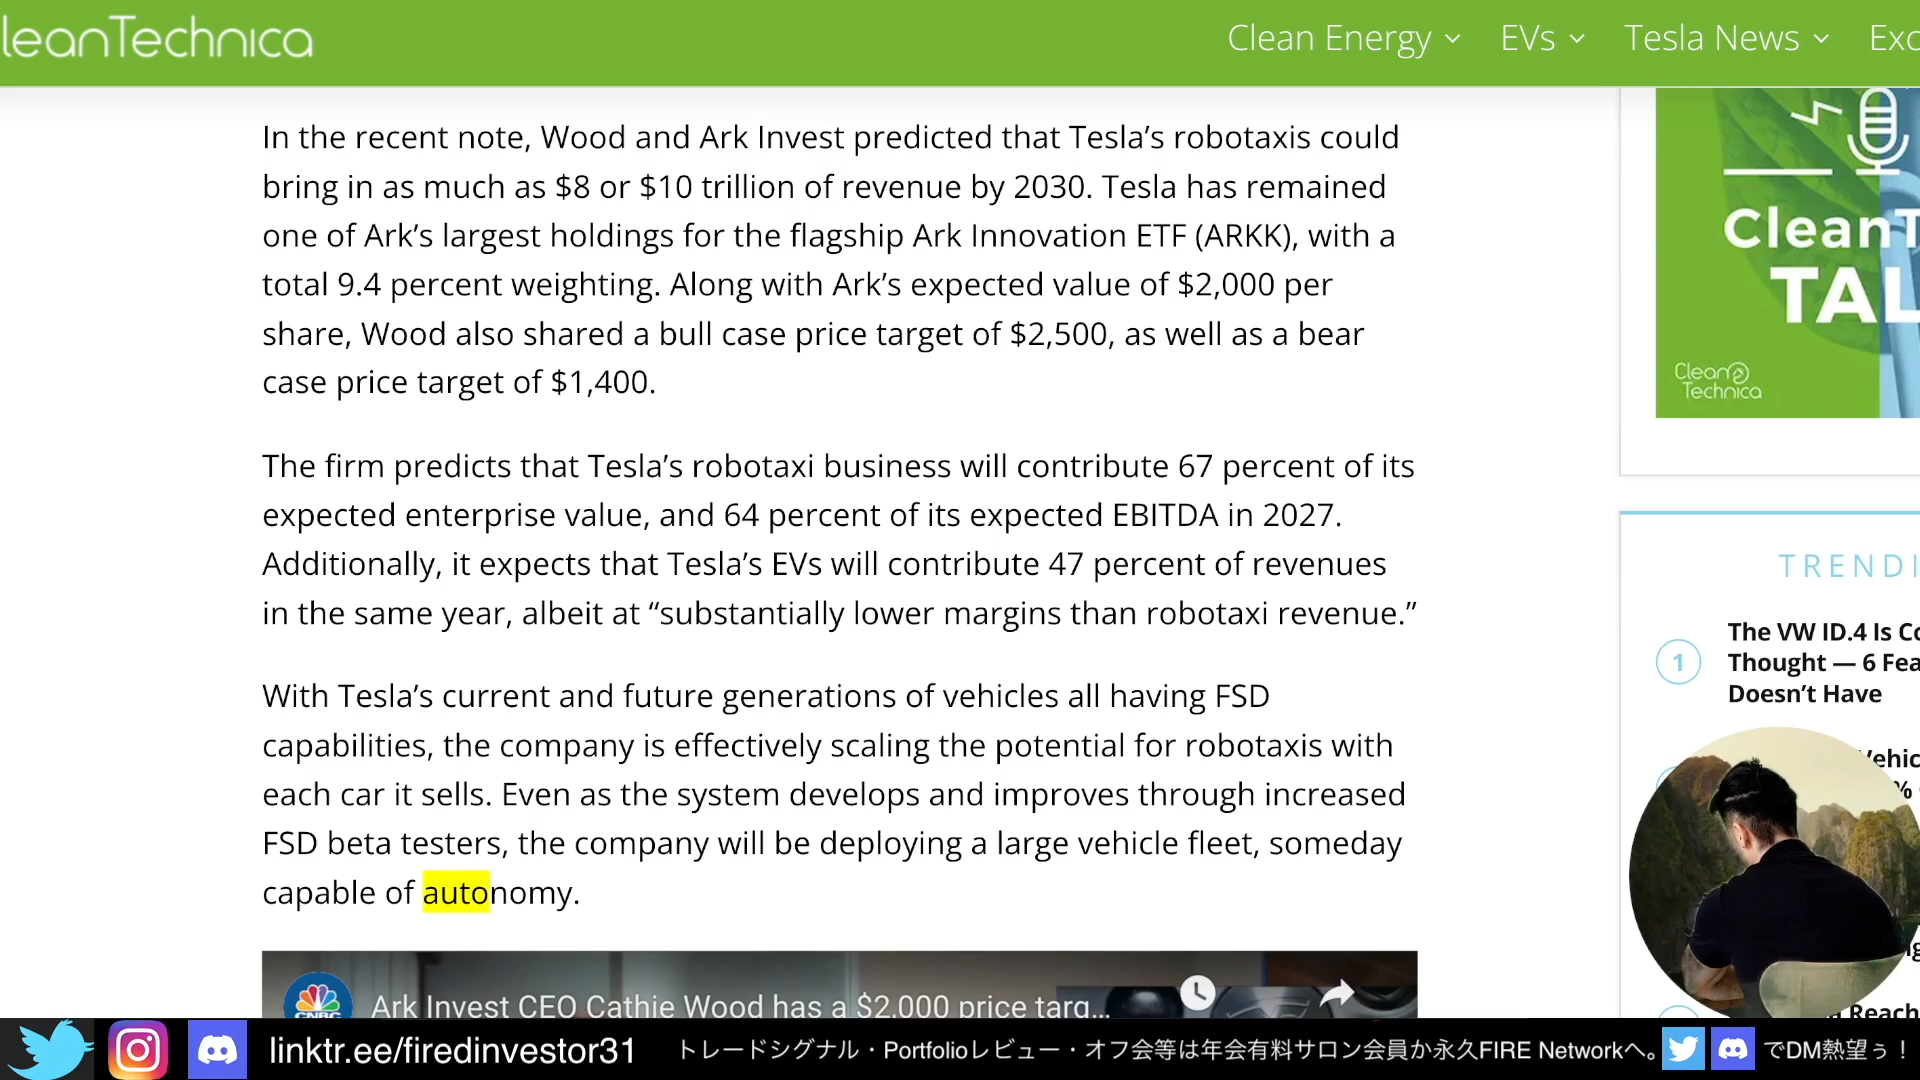 leanTechnica
Clean Energy
EVs
Tesla News
Exc
In the recent note, Wood and Ark Invest predicted that Tesla’s robotaxis could
bring in as much as $8 or $10 trillion of revenue by 2030. Tesla has remained
one of Ark’s largest holdings for the flagship Ark Innovation ETF (ARKK), with a
total 9.4 percent weighting. Along with Ark’s expected value of $2,000 per
share, Wood also shared a bull case price target of $2,500, as well as a bear
case price target of $1,400.
The firm predicts that Tesla’s robotaxi business will contribute 67 percent of its
expected enterprise value, and 64 percent of its expected EBITDA in 2027.
Additionally, it expects that Tesla’s EVs will contribute 47 percent of revenues
in the same year, albeit at “substantially lower margins than robotaxi revenue.”
With Tesla’s current and future generations of vehicles all having FSD
capabilities, the company is effectively scaling the potential for robotaxis with
each car it sells. Even as the system develops and improves through increased
FSD beta testers, the company will be deploying a large vehicle fleet, someday
capable of autonomy.
CNBC
Ark Invest CEO Cathie Wood has a $2,000 price targ...
CleanT
TAL
Clean
Technica
TRENDI
1
The VW ID.4 Is Co
Thought — 6 Fea
Doesn’t Have
Vehic
%
Reach
linktr.ee/firedinvestor31
トレードシグナル・Portfolioレビュー・オフ会等は年会有料サロン会員か永久FIRE Networkへ。
でDM熱望ぅ！